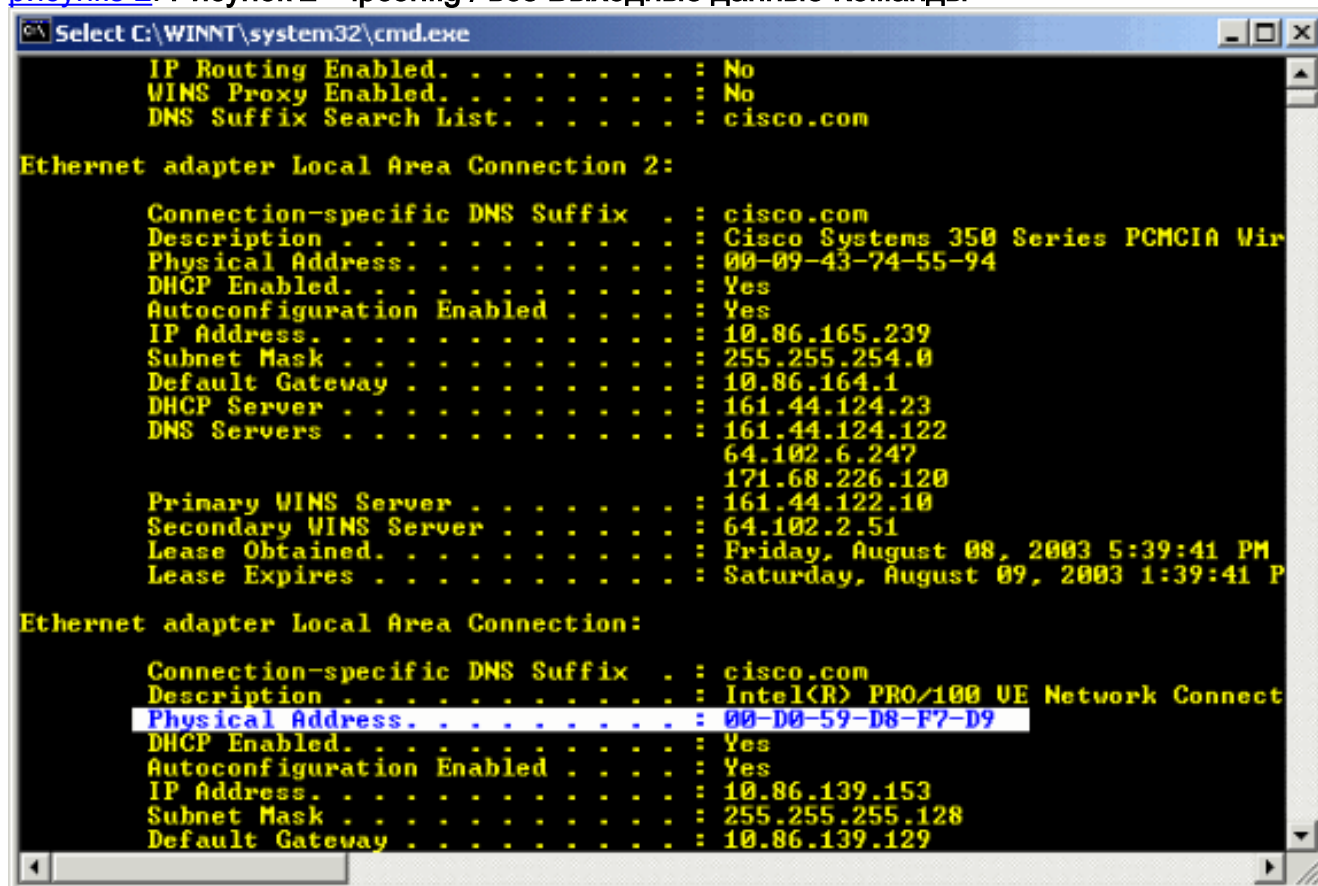 рисунке 2. Рисунок 2 – ipconfig / все Выходные данные Команды
Select C:\WINNT\system32\cmd.exe
IP Routing Enabled. . . . . . . . : No
WINS Proxy Enabled. . . . . . . . : No
DNS Suffix Search List. . . . . . : cisco.com
Ethernet adapter Local Area Connection 2:
Connection-specific DNS Suffix . : cisco.com
Description . . . . . . . . . . . : Cisco Systems 350 Series PCMCIA Wir
Physical Address. . . . . . . . . : 00-09-43-74-55-94
DHCP Enabled. . . . . . . . . . . : Yes
Autoconfiguration Enabled . . . . : Yes
IP Address. . . . . . . . . . . . : 10.86.165.239
Subnet Mask . . . . . . . . . . . : 255.255.254.0
Default Gateway . . . . . . . . . : 10.86.164.1
DHCP Server . . . . . . . . . . . : 161.44.124.23
DNS Servers . . . . . . . . . . . : 161.44.124.122
64.102.6.247
171.68.226.120
Primary WINS Server . . . . . . . : 161.44.122.10
Secondary WINS Server . . . . . . : 64.102.2.51
Lease Obtained. . . . . . . . . . : Friday, August 08, 2003 5:39:41 PM
Lease Expires . . . . . . . . . . : Saturday, August 09, 2003 1:39:41 P
Ethernet adapter Local Area Connection:
Connection-specific DNS Suffix . : cisco.com
Description . . . . . . . . . . . : Intel(R) PRO/100 VE Network Connect
Physical Address. . . . . . . . . : 00-D0-59-D8-F7-D9
DHCP Enabled. . . . . . . . . . . : Yes
Autoconfiguration Enabled . . . . : Yes
IP Address. . . . . . . . . . . . : 10.86.139.153
Subnet Mask . . . . . . . . . . . : 255.255.255.128
Default Gateway . . . . . . . . . : 10.86.139.129